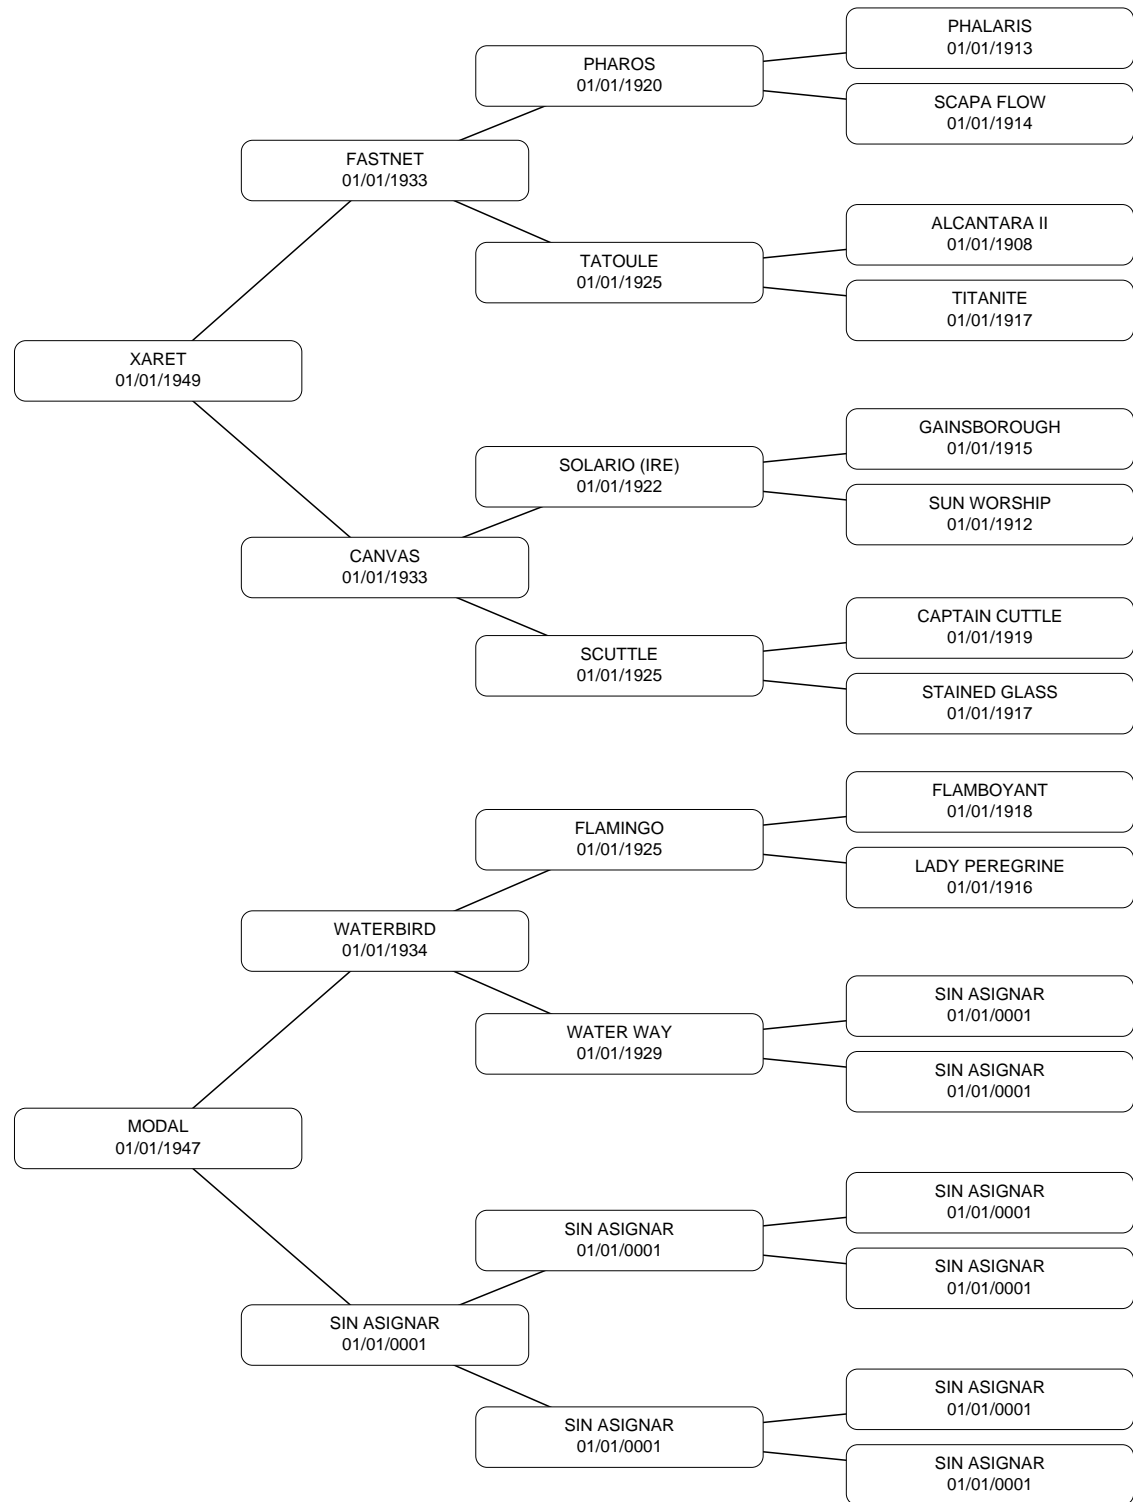 PHALARIS
01/01/1913
PHAROS
01/01/1920
SCAPA FLOW
01/01/1914
FASTNET
01/01/1933
ALCANTARA II
01/01/1908
TATOULE
01/01/1925
TITANITE
01/01/1917
XARET
01/01/1949
GAINSBOROUGH
01/01/1915
SOLARIO (IRE)
01/01/1922
SUN WORSHIP
01/01/1912
CANVAS
01/01/1933
CAPTAIN CUTTLE
01/01/1919
SCUTTLE
01/01/1925
STAINED GLASS
01/01/1917
FLAMBOYANT
01/01/1918
FLAMINGO
01/01/1925
LADY PEREGRINE
01/01/1916
WATERBIRD
01/01/1934
SIN ASIGNAR
01/01/0001
WATER WAY
01/01/1929
SIN ASIGNAR
01/01/0001
MODAL
01/01/1947
SIN ASIGNAR
01/01/0001
SIN ASIGNAR
01/01/0001
SIN ASIGNAR
01/01/0001
SIN ASIGNAR
01/01/0001
SIN ASIGNAR
01/01/0001
SIN ASIGNAR
01/01/0001
SIN ASIGNAR
01/01/0001